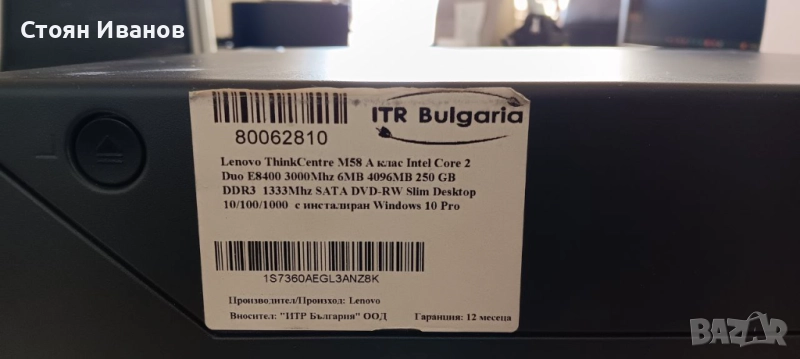 Стоян Иванов
80062810
ITR Bulgaria
Lenovo ThinkCentre M58 А клас Intel Core 2
Duo E8400 3000Mhz 6MB 4096MB 250 GB
DDR3 1333Mhz SATA DVD-RW Slim Desktop
10/100/1000 с инсталиран Windows 10 Pro
1S7360AEGL3ANZ8K
Производител/Произход: Lenovo
Вносител: "ИТР България" ООД Гаранция: 12 месеца
BAZAR